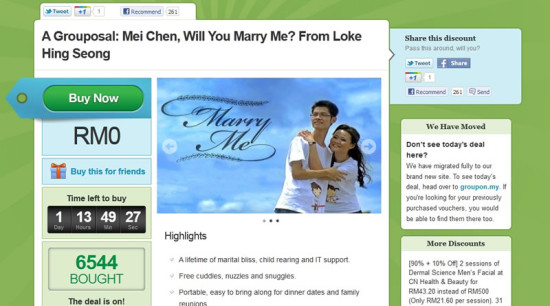 Tweet
+1
1
Recommend
261
A Grouposal: Mei Chen, Will You Marry Me? From Loke
Hing Seong
Buy Now
RM0
Buy this for friends
Time left to buy
1 13 49 27
Day Hours Min Sec
6544
BOUGHT
The deal is on!
Marry
Me
Highlights
A lifetime of marital bliss, child rearing and IT support.
Free cuddles, nuzzles and snuggles.
Portable, easy to bring along for dinner dates and family
reunions
Share this discount
Pass this around, will you?
Tweet
Share
+1
1
Recommend
261
Send
We Have Moved
Don't see today's deal
here?
We have migrated fully to our
brand new site. To see today's
deal, head over to groupon.my. If
you're looking for your previously
purchased vouchers, you would
be able to find them there too.
More Discounts
[90% + 10% Off] 2 sessions of
Dermal Science Men's Facial at
CN Health & Beauty for
RM43.20 instead of RM500
(Only RM21.60 per session). 31